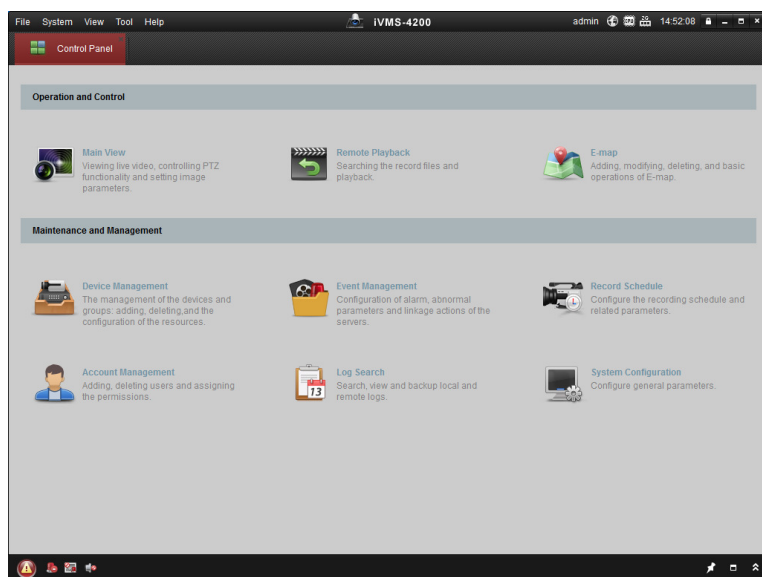 File System View Tool Help iVMS-4200 admin 14:52:08
Control Panel
Operation and Control
Main View
Viewing live video, controlling PTZ
functionality and setting image
parameters.
Remote Playback
Searching the record files and
playback.
E-map
Adding, modifying, deleting, and basic
operations of E-map.
Maintenance and Management
Device Management
The management of the devices and
groups: adding, deleting,and the
configuration of the resources.
Event Management
Configuration of alarm, abnormal
parameters and linkage actions of the
servers.
Record Schedule
Configure the recording schedule and
related parameters.
Account Management
Adding, deleting users and assigning
the permissions.
13
Log Search
Search, view and backup local and
remote logs.
System Configuration
Configure general parameters.